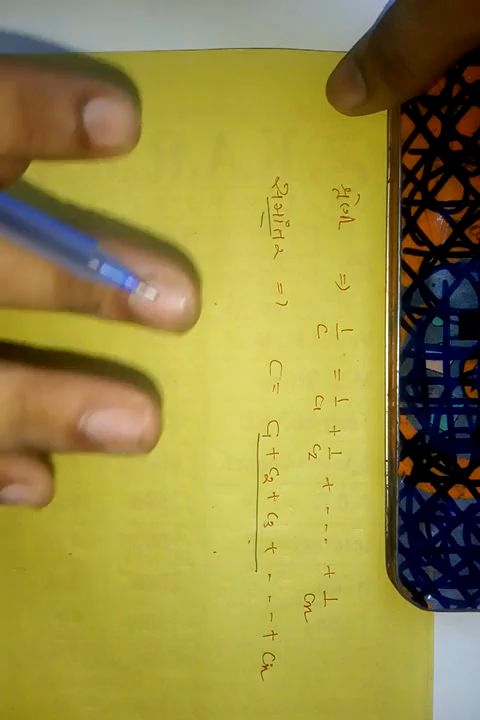 શ્રેણી ⇒ 1/C = 1/C₁ + 1/C₂ + - - - + 1/Cn
સમાંતર ⇒ C = C₁ + C₂ + C₃ + - - - + Cn